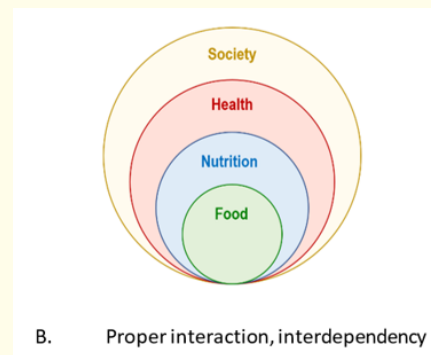 Society
Health
Nutrition
Food
B. Proper interaction, interdependency